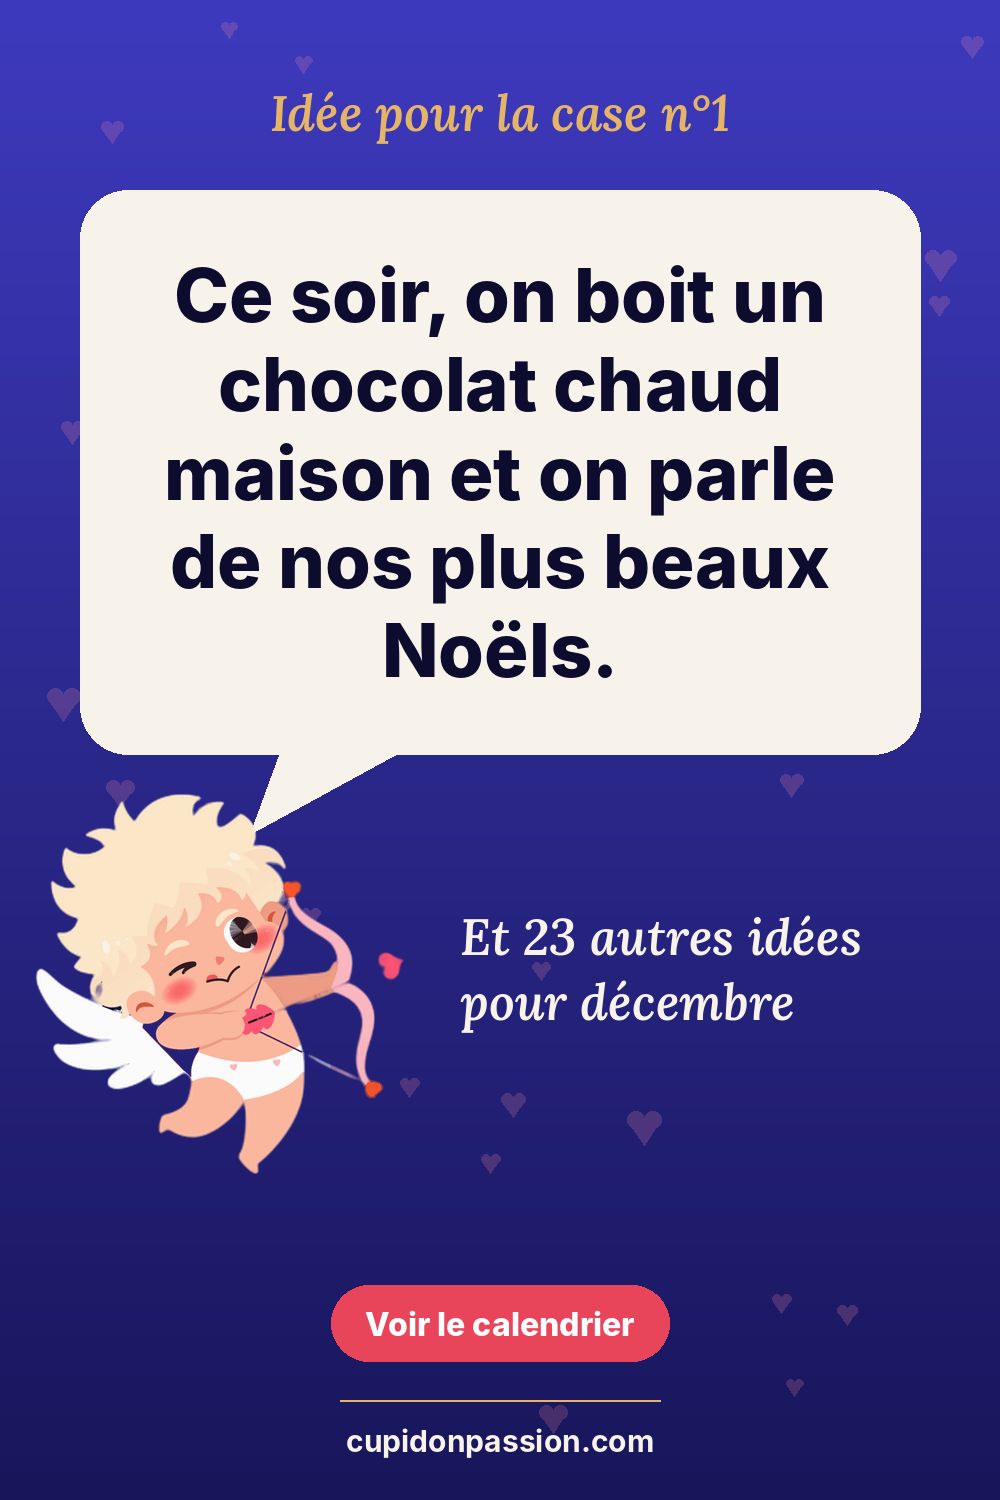 Idée pour la case n°1
Ce soir, on boit un
chocolat chaud
maison et on parle
de nos plus beaux
Noëls.
Et 23 autres idées
pour décembre
Voir le calendrier
cupidonpassion.com